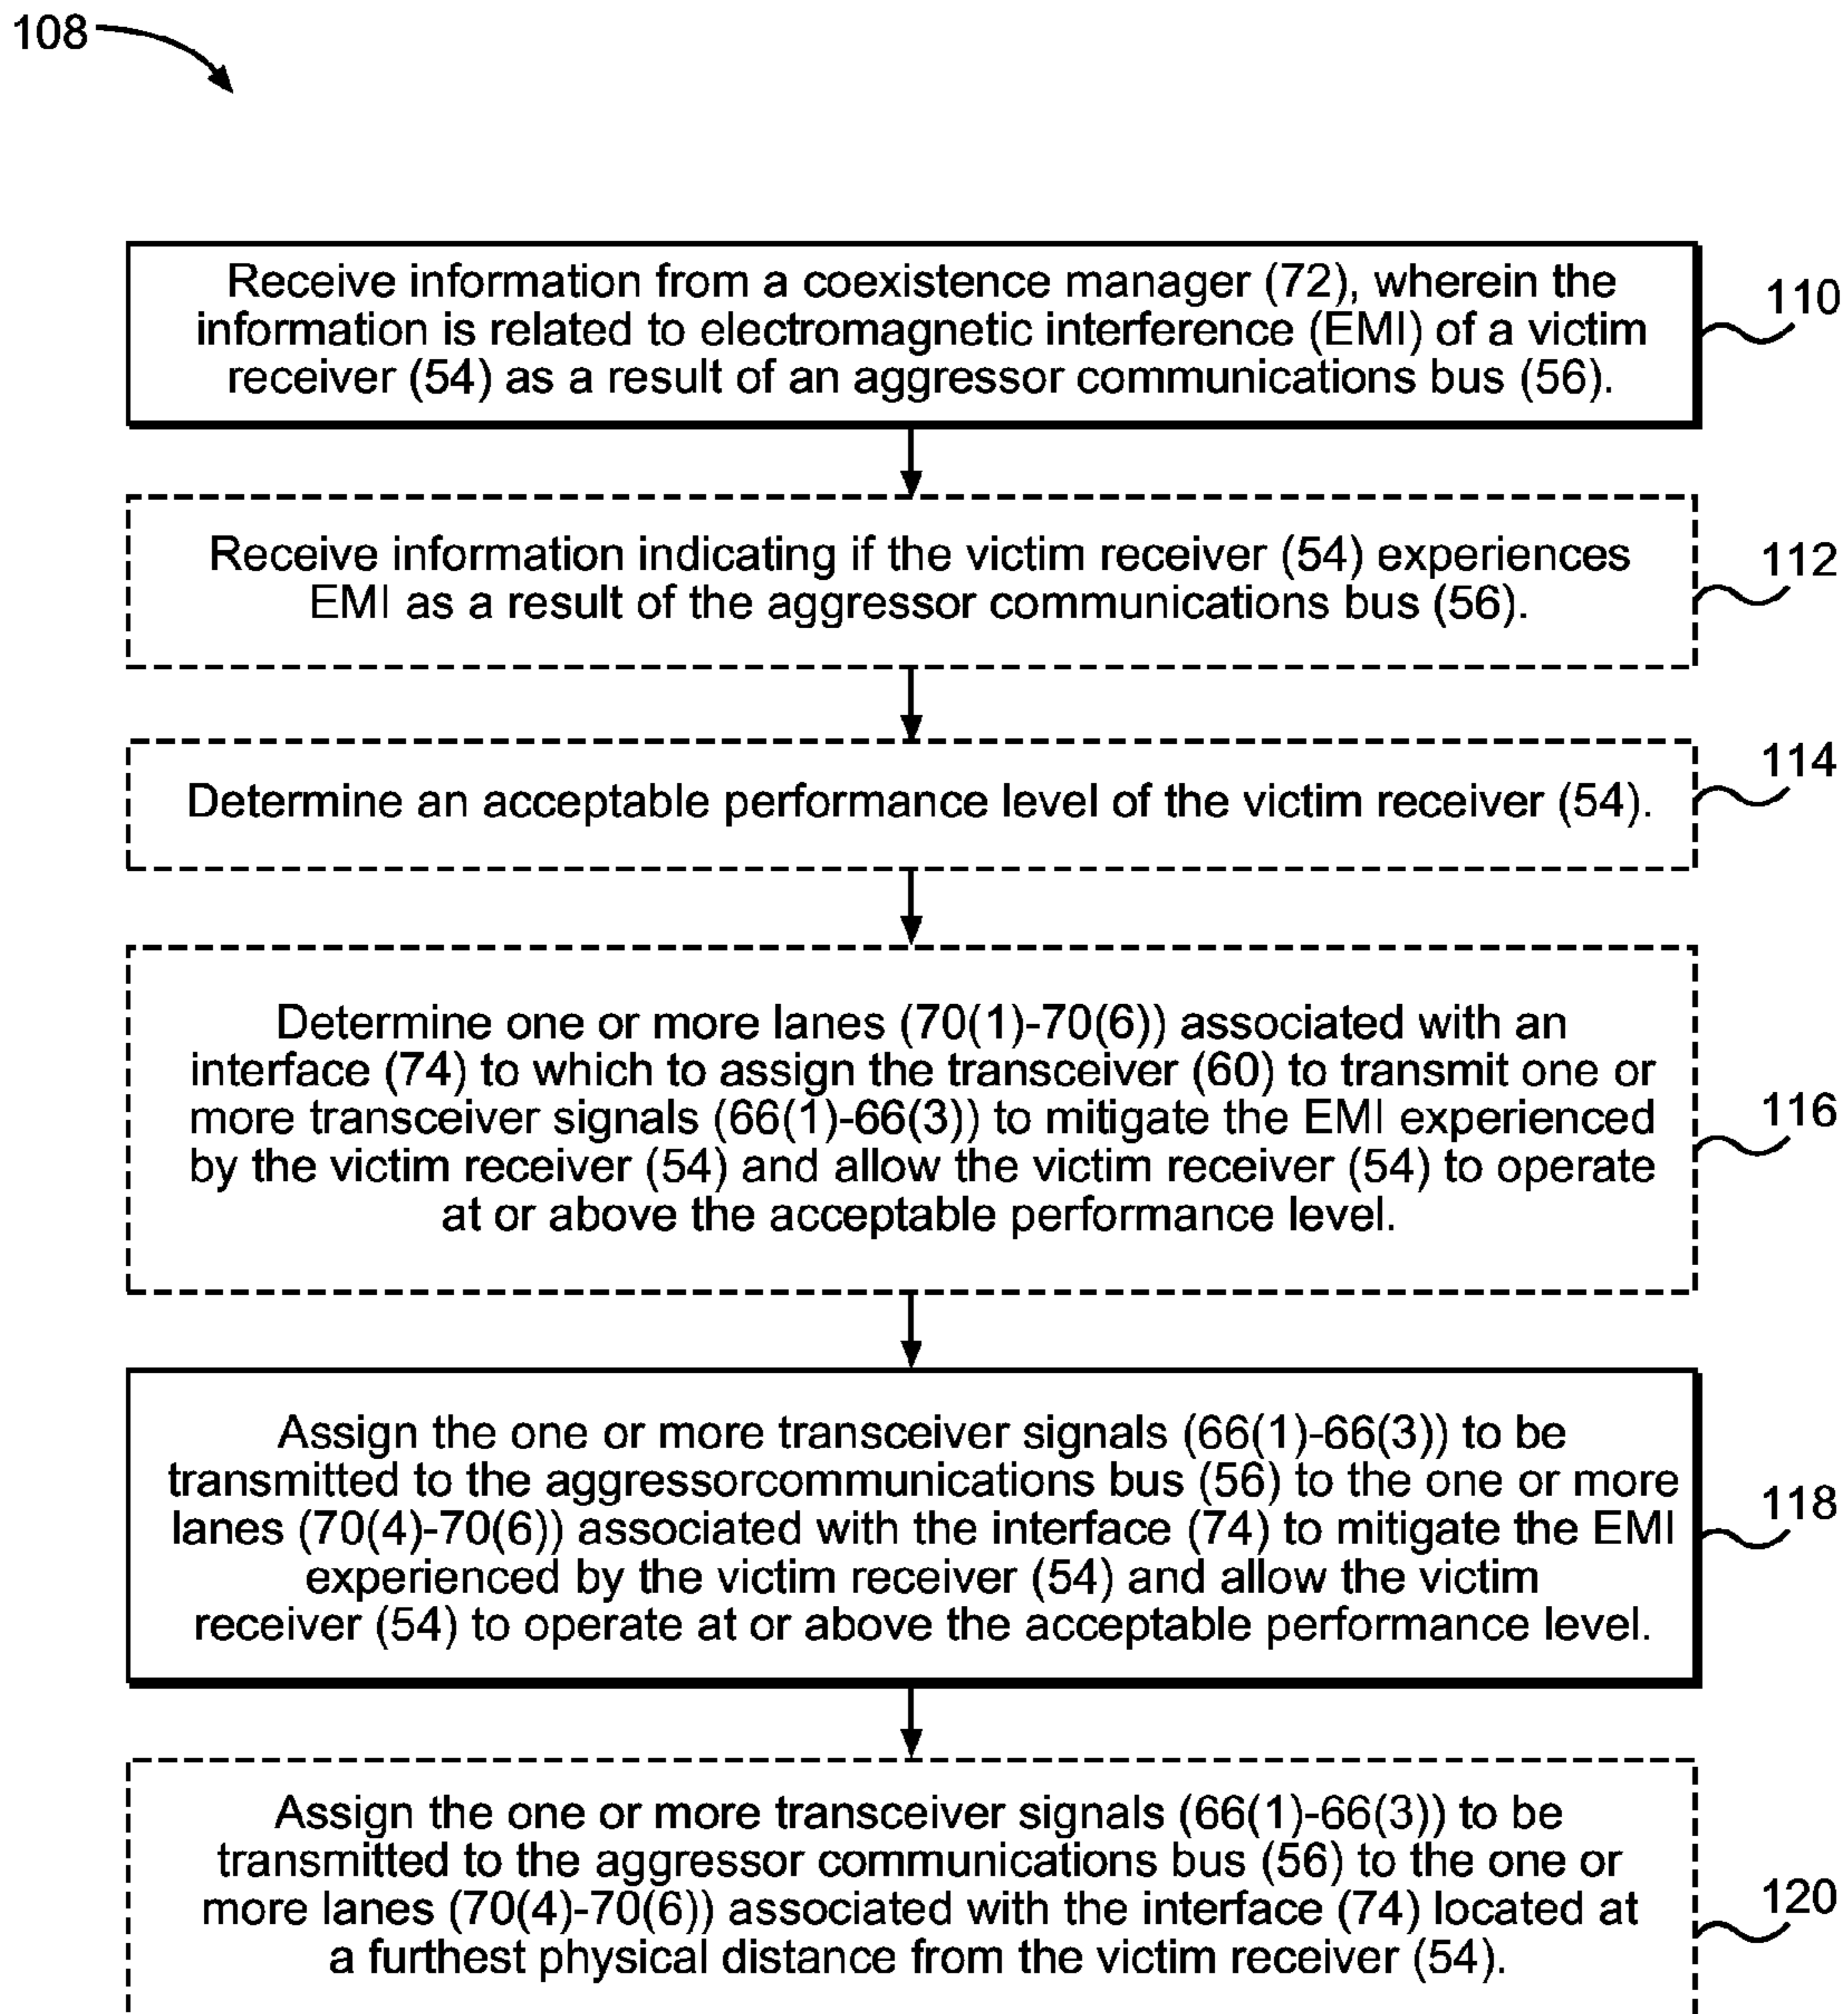 108
Receive information from a coexistence manager (72), wherein the
information is related to electromagnetic interference (EMI) of a victim
receiver (54) as a result of an aggressor communications bus (56).
110
Receive information indicating if the victim receiver (54) experiences
EMI as a result of the aggressor communications bus (56).
112
Determine an acceptable performance level of the victim receiver (54).
114
Determine one or more lanes (70(1)-70(6)) associated with an
interface (74) to which to assign the transceiver (60) to transmit one or
more transceiver signals (66(1)-66(3)) to mitigate the EMI experienced
by the victim receiver (54) and allow the victim receiver (54) to operate
at or above the acceptable performance level.
116
Assign the one or more transceiver signals (66(1)-66(3)) to be
transmitted to the aggressorcommunications bus (56) to the one or more
lanes (70(4)-70(6)) associated with the interface (74) to mitigate the EMI
experienced by the victim receiver (54) and allow the victim
receiver (54) to operate at or above the acceptable performance level.
118
Assign the one or more transceiver signals (66(1)-66(3)) to be
transmitted to the aggressor communications bus (56) to the one or
more lanes (70(4)-70(6)) associated with the interface (74) located at
a furthest physical distance from the victim receiver (54).
120